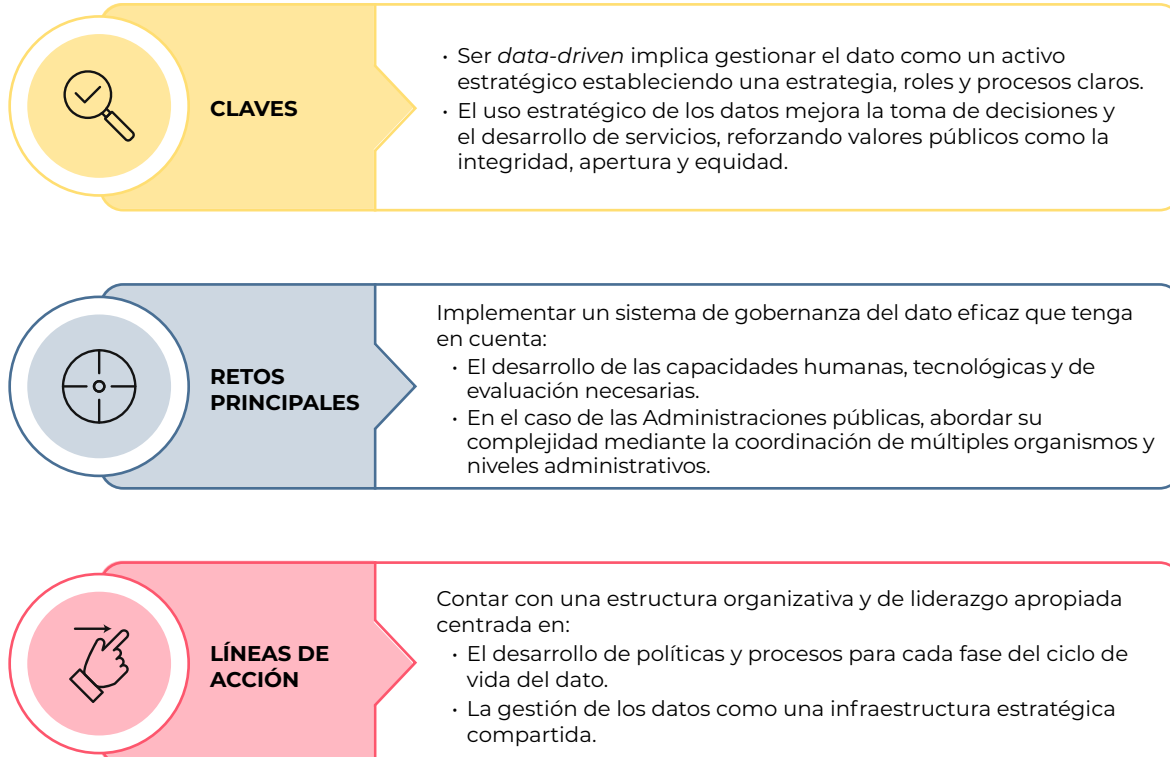 CLAVES
· Ser data-driven implica gestionar el dato como un activo
estratégico estableciendo una estrategia, roles y procesos claros.
· El uso estratégico de los datos mejora la toma de decisiones y
el desarrollo de servicios, reforzando valores públicos como la
integridad, apertura y equidad.
RETOS
PRINCIPALES
Implementar un sistema de gobernanza del dato eficaz que tenga
en cuenta:
· El desarrollo de las capacidades humanas, tecnológicas y de
evaluación necesarias.
· En el caso de las Administraciones públicas, abordar su
complejidad mediante la coordinación de múltiples organismos y
niveles administrativos.
LÍNEAS DE
ACCIÓN
Contar con una estructura organizativa y de liderazgo apropiada
centrada en:
· El desarrollo de políticas y procesos para cada fase del ciclo de
vida del dato.
· La gestión de los datos como una infraestructura estratégica
compartida.